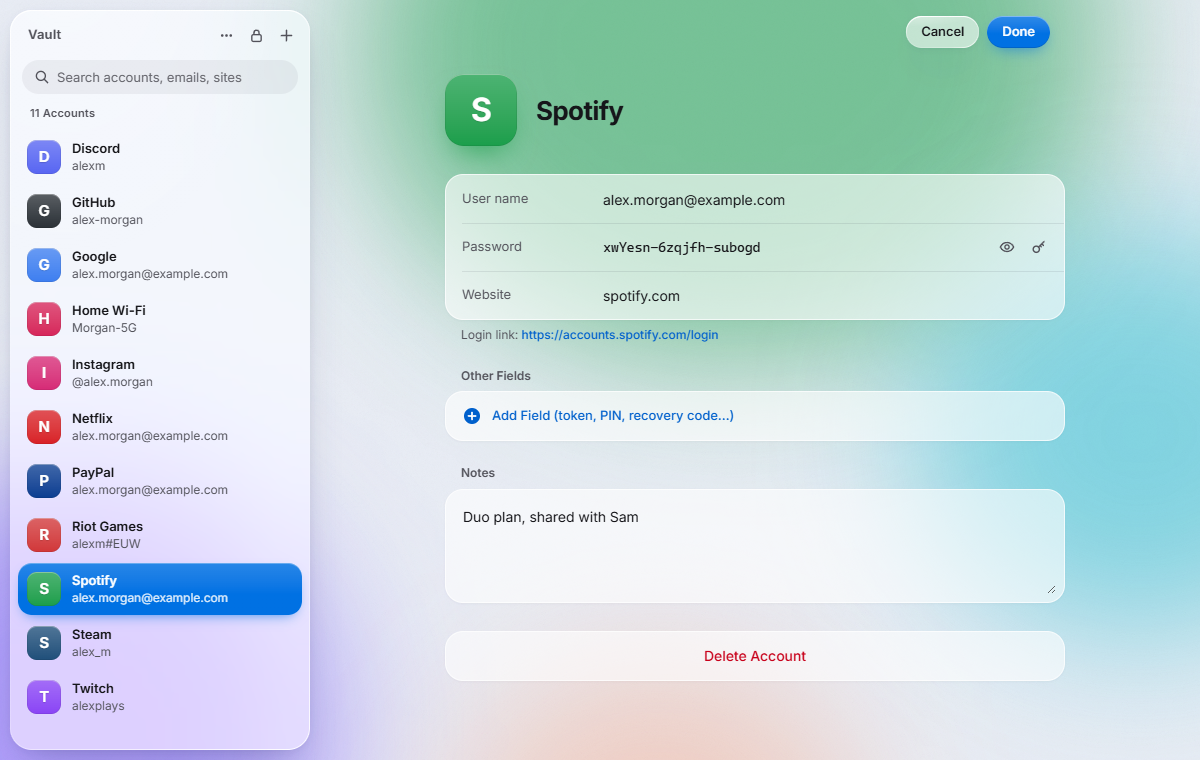 Vault
Search accounts, emails, sites
11 Accounts
D
Discord
alexm
G
GitHub
alex-morgan
G
Google
alex.morgan@example.com
H
Home Wi-Fi
Morgan-5G
I
Instagram
@alex.morgan
N
Netflix
alex.morgan@example.com
P
PayPal
alex.morgan@example.com
R
Riot Games
alexm#EUW
S
Spotify
alex.morgan@example.com
S
Steam
alex_m
T
Twitch
alexplays
Cancel Done
S Spotify
User name alex.morgan@example.com
Password xwYesn-6zqjfh-subogd
Website spotify.com
Login link: https://accounts.spotify.com/login
Other Fields
Add Field (token, PIN, recovery code...)
Notes
Duo plan, shared with Sam
Delete Account